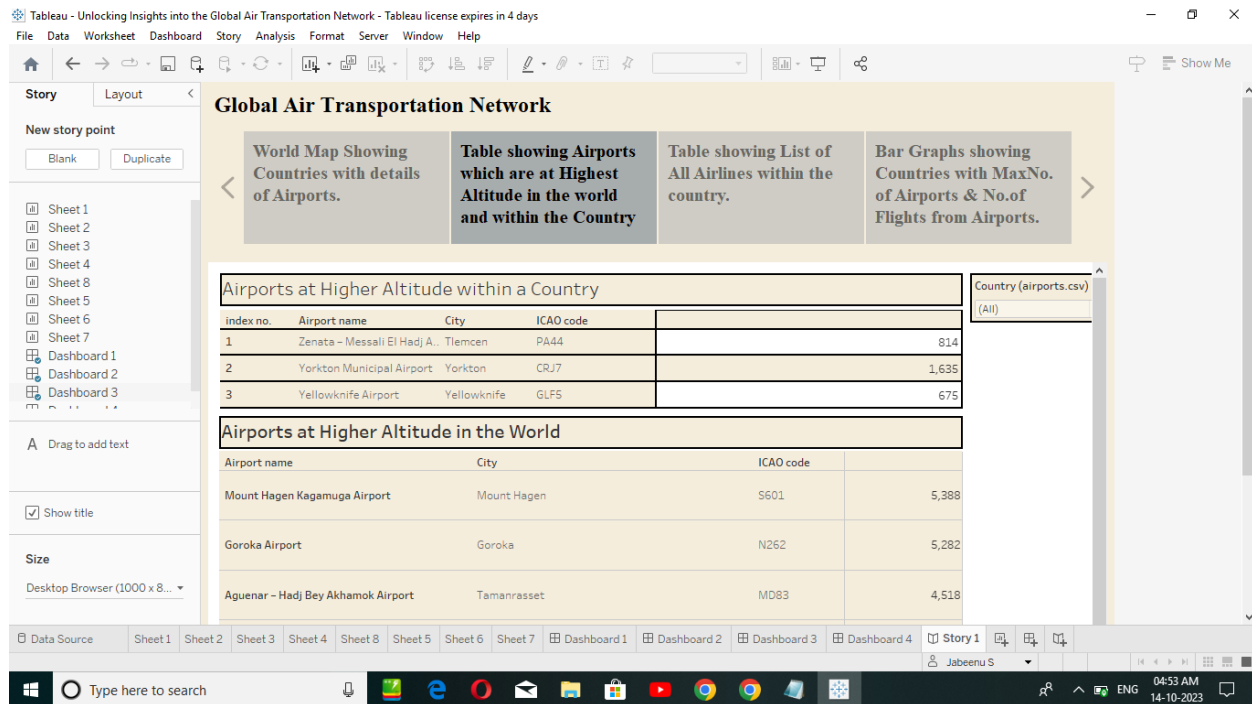 Tableau - Unlocking Insights into the Global Air Transportation Network - Tableau license expires in 4 days
File Data Worksheet Dashboard Story Analysis Format Server Window Help
Show Me
Story Layout
New story point
Blank Duplicate
Sheet 1
Sheet 2
Sheet 3
Sheet 4
Sheet 8
Sheet 5
Sheet 6
Sheet 7
Dashboard 1
Dashboard 2
Dashboard 3
A Drag to add text
Show title
Size
Desktop Browser (1000 x 8...
Global Air Transportation Network
World Map Showing
Countries with details
of Airports.
Table showing Airports
which are at Highest
Altitude in the world
and within the Country
Table showing List of
All Airlines within the
country.
Bar Graphs showing
Countries with MaxNo.
of Airports & No.of
Flights from Airports.
Airports at Higher Altitude within a Country
index no. Airport name City ICAO code
1 Zenata – Messali El Hadj A.. Tlemcen PA44 814
2 Yorkton Municipal Airport Yorkton CRJ7 1,635
3 Yellowknife Airport Yellowknife GLF5 675
Country (airports.csv)
(All)
Airports at Higher Altitude in the World
Airport name City ICAO code
Mount Hagen Kagamuga Airport Mount Hagen S601 5,388
Goroka Airport Goroka N262 5,282
Aguenar – Hadj Bey Akhamok Airport Tamanrasset MD83 4,518
Data Source Sheet 1 Sheet 2 Sheet 3 Sheet 4 Sheet 8 Sheet 5 Sheet 6 Sheet 7 Dashboard 1 Dashboard 2 Dashboard 3 Dashboard 4 Story 1
Jabeenu S
Type here to search
ENG
04:53 AM
14-10-2023